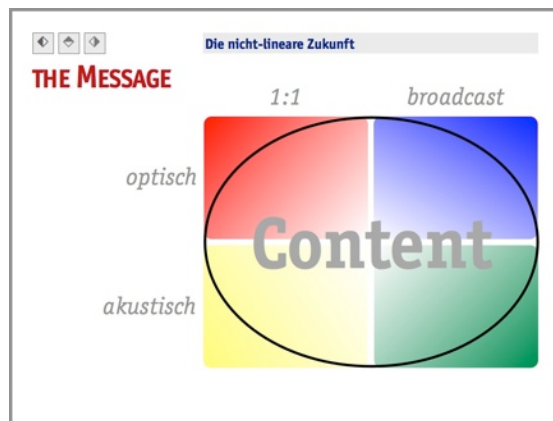 Die nicht-lineare Zukunft
THE MESSAGE
1:1 broadcast
optisch
Content
akustisch